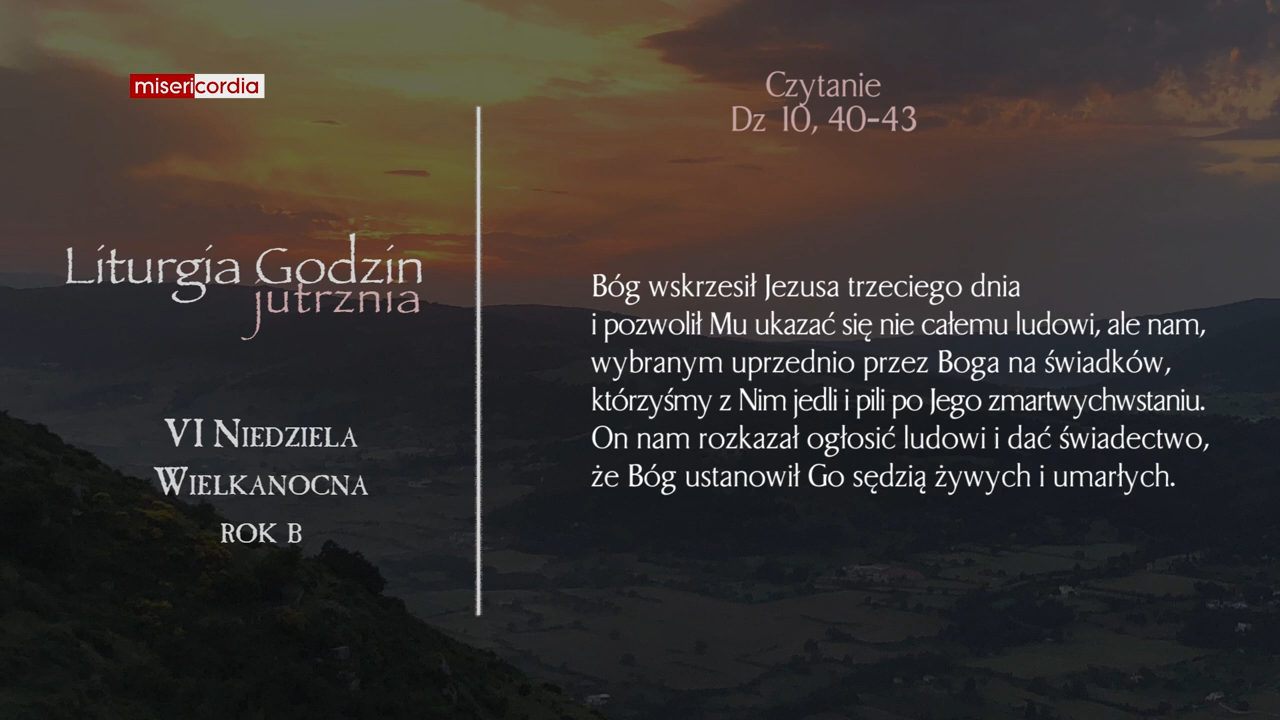 misericordia
Liturgia Godzin
jutrznia
VI Niedziela
Wielkanocna
rok B
Czytanie
Dz 10, 40-43
Bóg wskrzesił Jezusa trzeciego dnia
i pozwolił Mu ukazać się nie całemu ludowi, ale nam,
wybranym uprzednio przez Boga na świadków,
którzyśmy z Nim jedli i pili po Jego zmartwychwstaniu.
On nam rozkazał ogłosić ludowi i dać świadectwo,
że Bóg ustanowił Go sędzią żywych i umarłych.